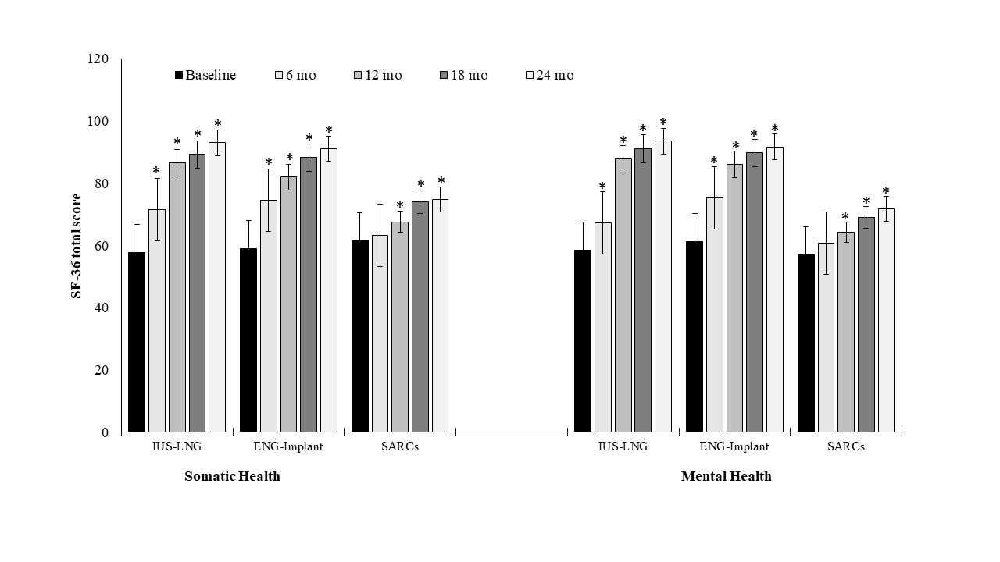 120
Baseline 6 mo 12 mo 18 mo 24 mo
100
80
60
40
20
0
SF-36 total score
* * * * * * * * * * *
* * * * * * * * * * *
IUS-LNG ENG-Implant SARCs IUS-LNG ENG-Implant SARCs
Somatic Health Mental Health